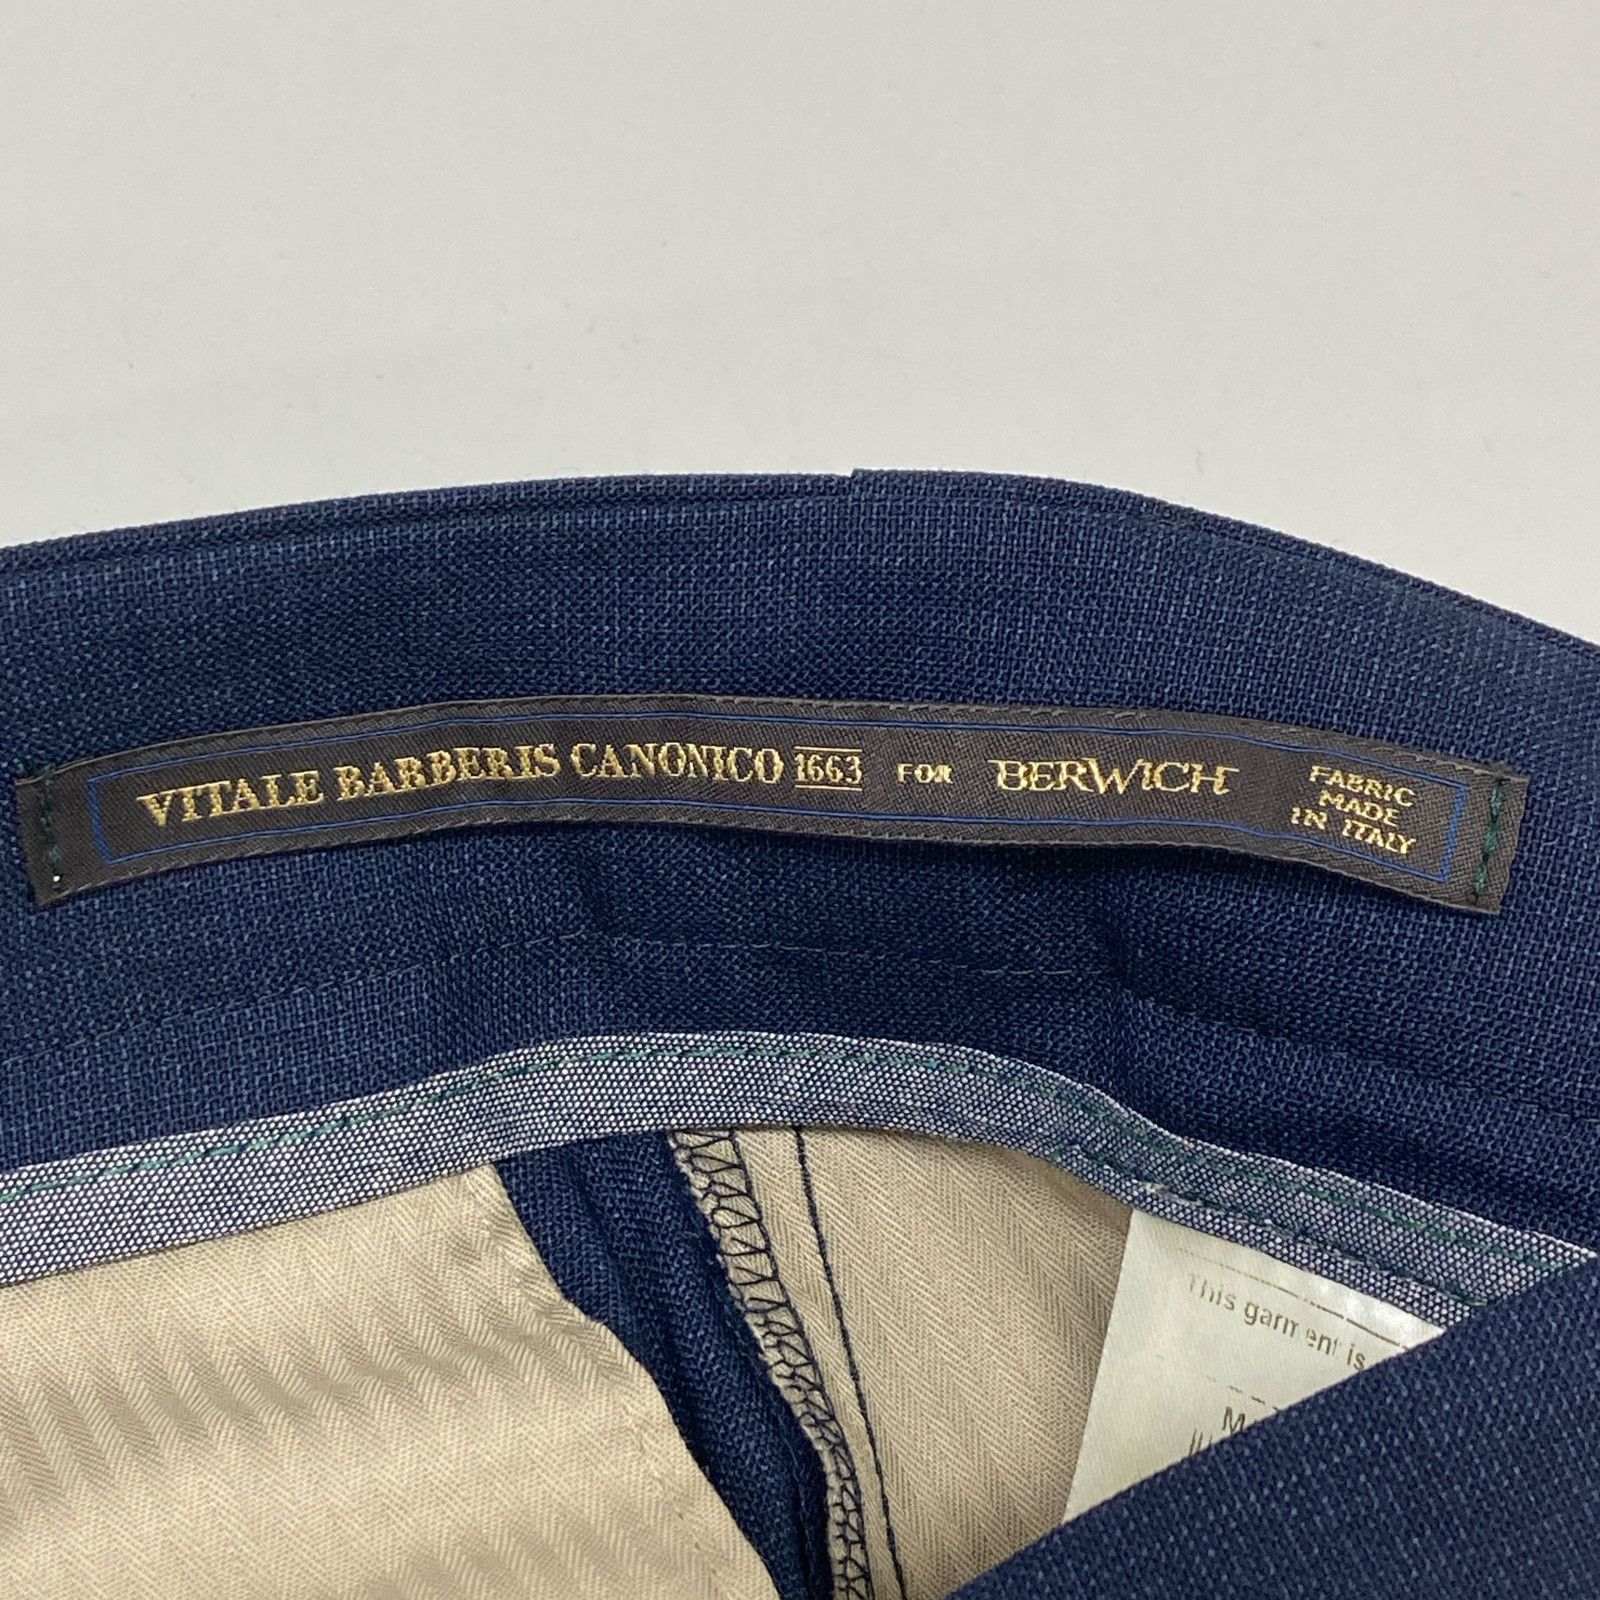 VITALE BARBERIS CANONICO 1663 FOR BERWICH
FABRIC
MADE
IN ITALY
This garment is